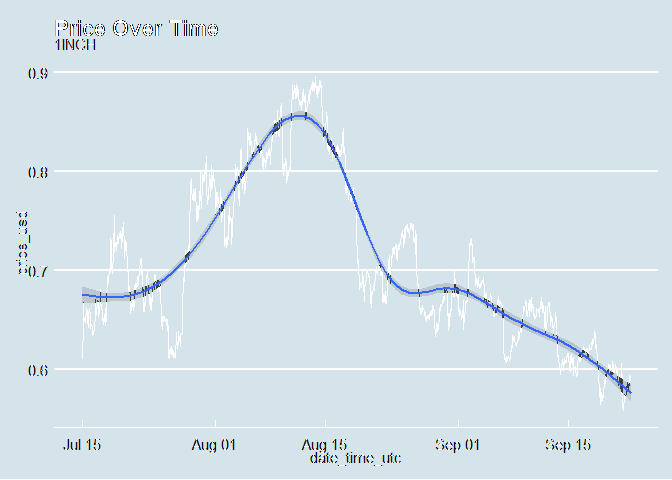 Price Over Time
1INCH
0.9
0.8
price_usd
0.7
0.6
Jul 15
Aug 01
Aug 15
Sep 01
Sep 15
date_time_utc